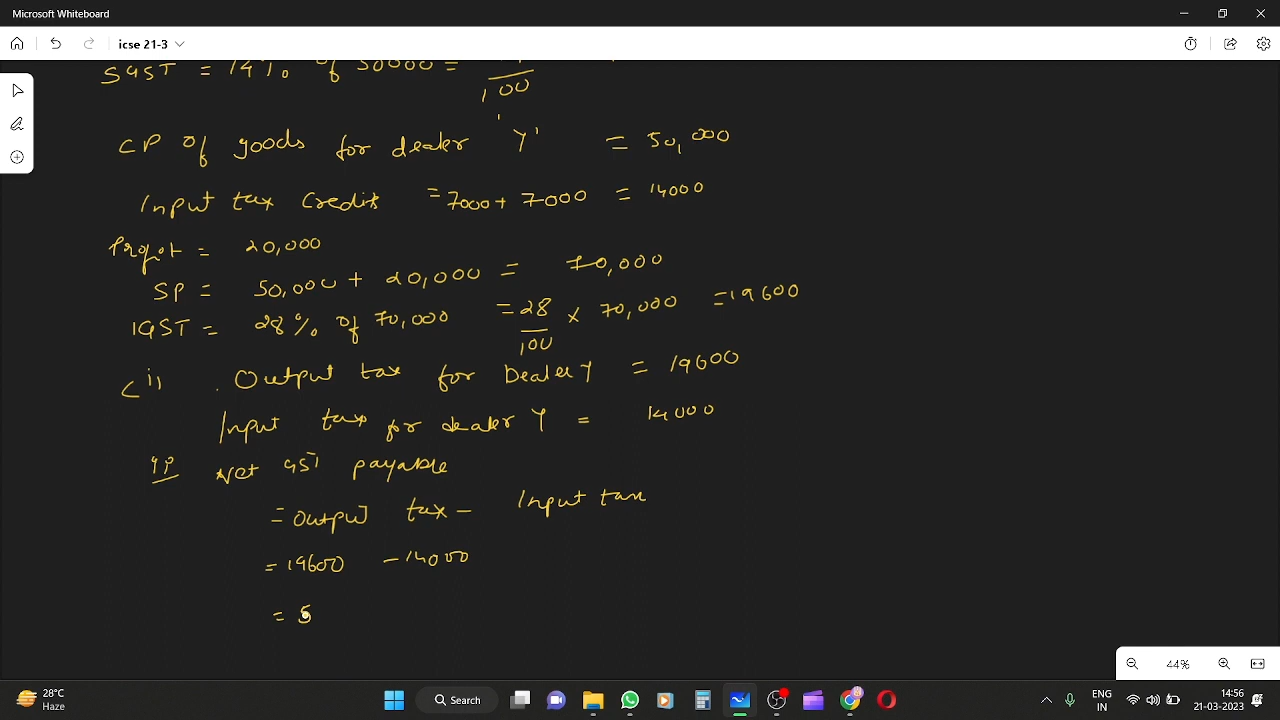 Microsoft Whiteboard
icse 21-3
SGST = 14% of 50000 =
100
CP of goods for dealer 'Y' = 50,000
Input tax Credit = 7000 + 7000 = 14000
Profit = 20,000
SP = 50,000 + 20,000 = 70,000
IGST = 28% of 70,000 = 28/100 × 70,000 = 19600
(i) Output tax for Dealer Y = 19600
Input tax for dealer Y = 14000
ii Net GST payable
= Output tax - Input tax
= 19600 - 14000
= 5
44%
28°C
Haze
Search
ENG
IN
14:56
21-03-2023